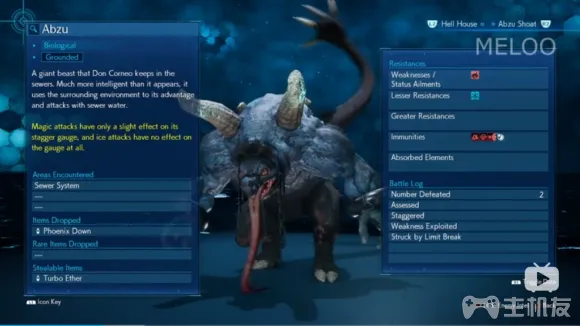 Abzu
Hell House
Abzu Shoat
MELOO
Biological
Grounded
A giant beast that Don Corneo keeps in the
sewers. Much more intelligent than it appears, it
uses the surrounding environment to its advantage
and attacks with sewer water.
Magic attacks have only a slight effect on its
stagger gauge, and ice attacks have no effect on
the gauge at all.
Areas Encountered
Sewer System
—
—
Items Dropped
Phoenix Down
Rare Items Dropped
—
Stealable Items
Turbo Ether
Icon Key
Resistances
Weaknesses /
Status Ailments
Lesser Resistances
Greater Resistances
Immunities
Absorbed Elements
Battle Log
Number Defeated 2
Assessed
Staggered
Weakness Exploited
Struck by Limit Break
主机友